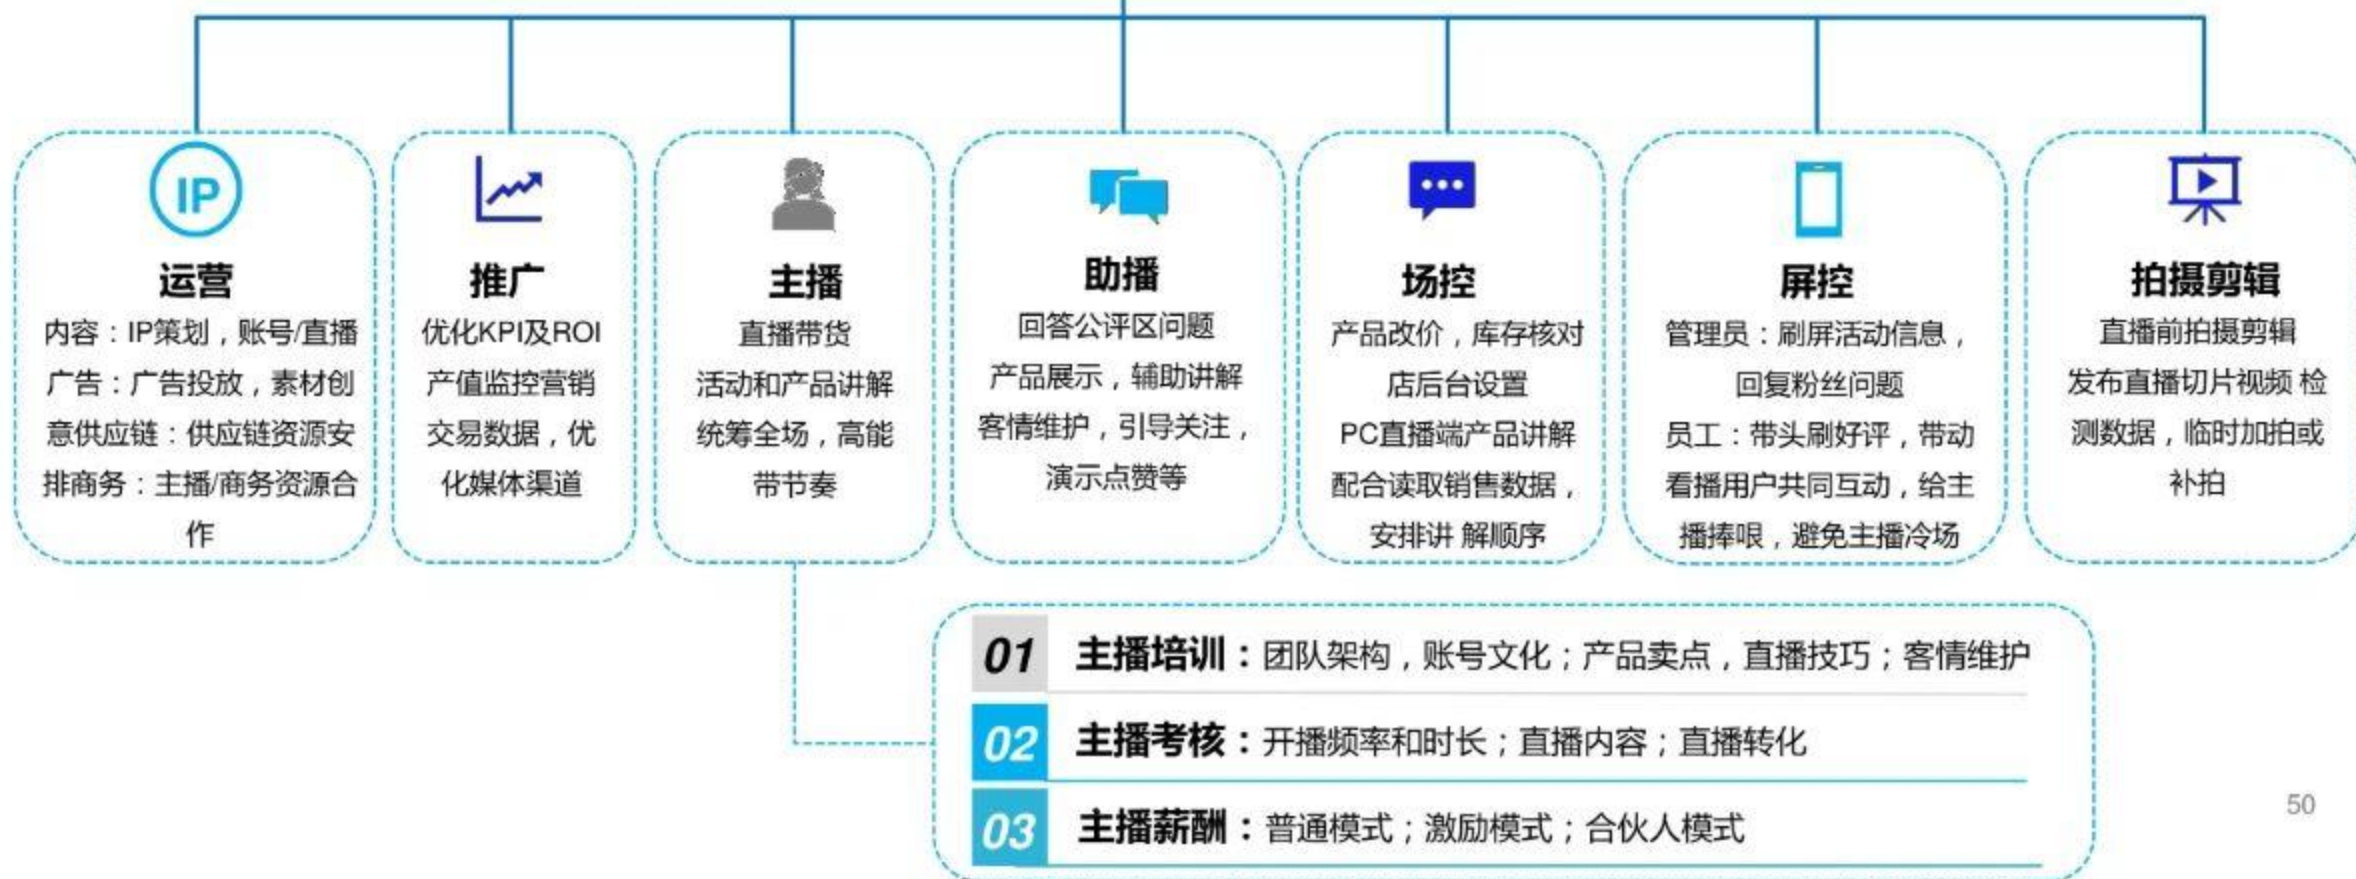 IP
运营
内容：IP策划，账号/直播
广告：广告投放，素材创
意供应链：供应链资源安
排商务：主播/商务资源合
作
推广
优化KPI及ROI
产值监控营销
交易数据，优
化媒体渠道
主播
直播带货
活动和产品讲解
统筹全场，高能
带节奏
助播
回答公评区问题
产品展示，辅助讲解
客情维护，引导关注，
演示点赞等
场控
产品改价，库存核对
店后台设置
PC直播端产品讲解
配合读取销售数据，
安排讲 解顺序
屏控
管理员：刷屏活动信息，
回复粉丝问题
员工：带头刷好评，带动
看播用户共同互动，给主
播捧哏，避免主播冷场
拍摄剪辑
直播前拍摄剪辑
发布直播切片视频 检
测数据，临时加拍或
补拍
01 主播培训：团队架构，账号文化；产品卖点，直播技巧；客情维护
02 主播考核：开播频率和时长；直播内容；直播转化
03 主播薪酬：普通模式；激励模式；合伙人模式
50